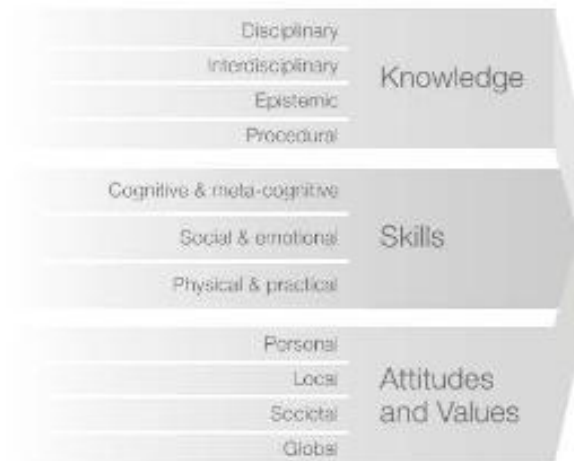 Disciplinary
Interdisciplinary
Epistemic
Procedural
Knowledge
Cognitive & meta-cognitive
Social & emotional
Physical & practical
Skills
Personal
Local
Societal
Global
Attitudes
and Values